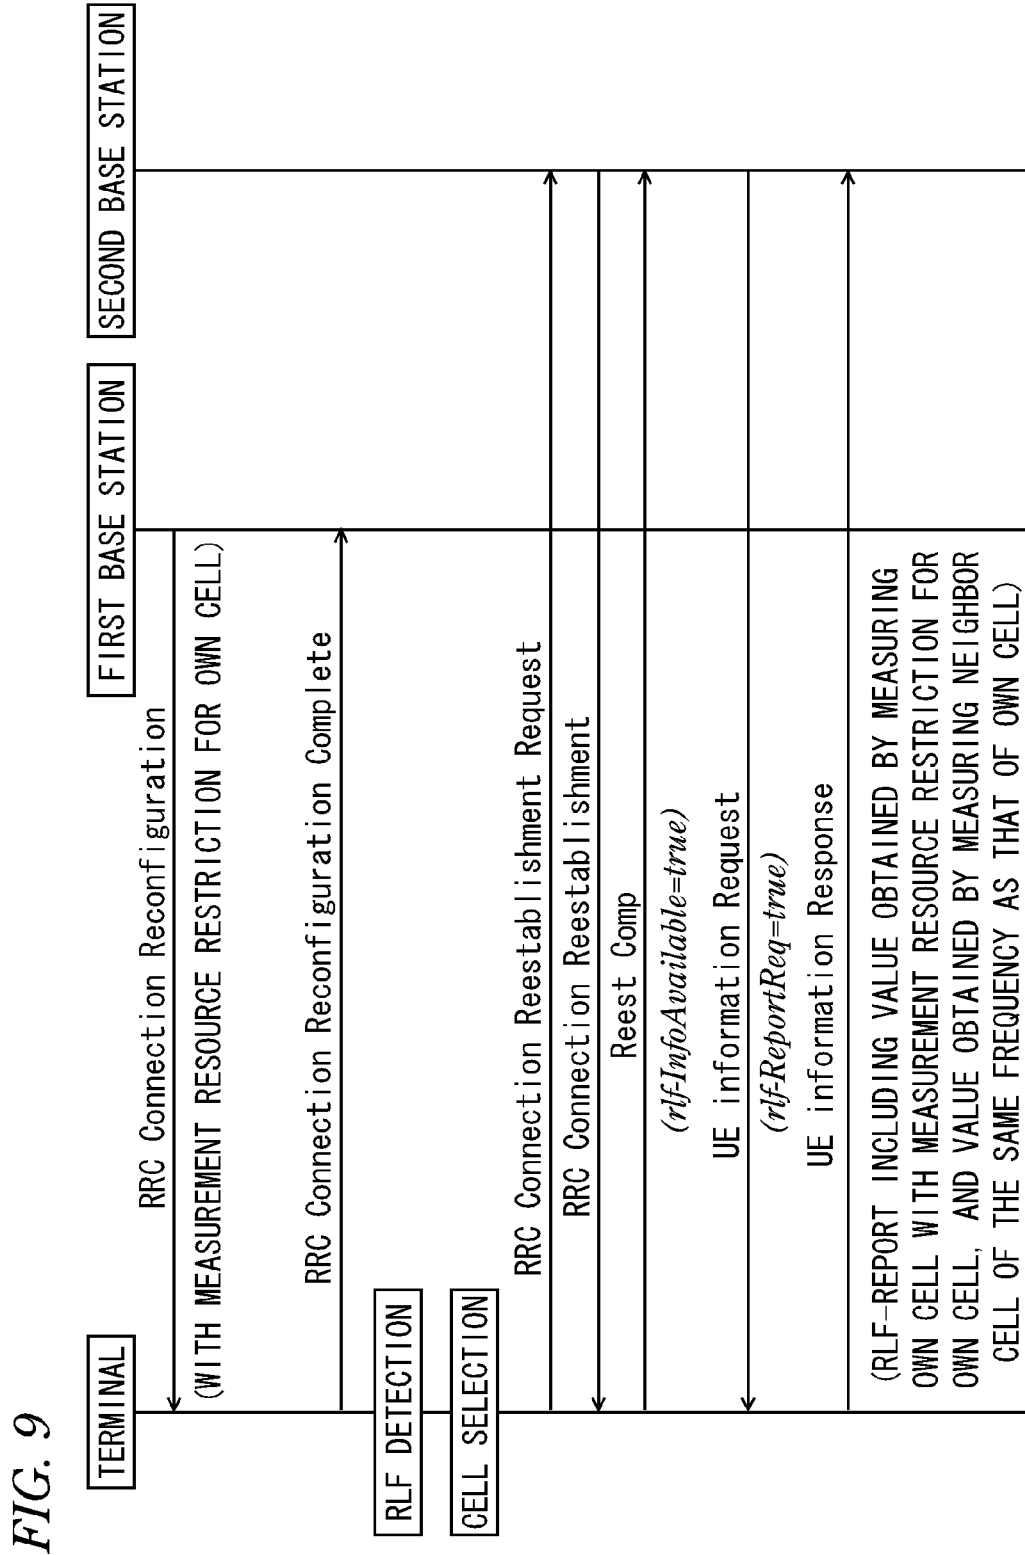 FIG. 9
TERMINAL
FIRST BASE STATION
SECOND BASE STATION
RRC Connection Reconfiguration
(WITH MEASUREMENT RESOURCE RESTRICTION FOR OWN CELL)
RRC Connection Reconfiguration Complete
RLF DETECTION
CELL SELECTION
RRC Connection Reestablishment Request
RRC Connection Reestablishment
Reest Comp
(rlf-InfoAvailable=true)
UE information Request
(rlf-ReportReq=true)
UE information Response
(RLF-REPORT INCLUDING VALUE OBTAINED BY MEASURING
OWN CELL WITH MEASUREMENT RESOURCE RESTRICTION FOR
OWN CELL, AND VALUE OBTAINED BY MEASURING NEIGHBOR
CELL OF THE SAME FREQUENCY AS THAT OF OWN CELL)